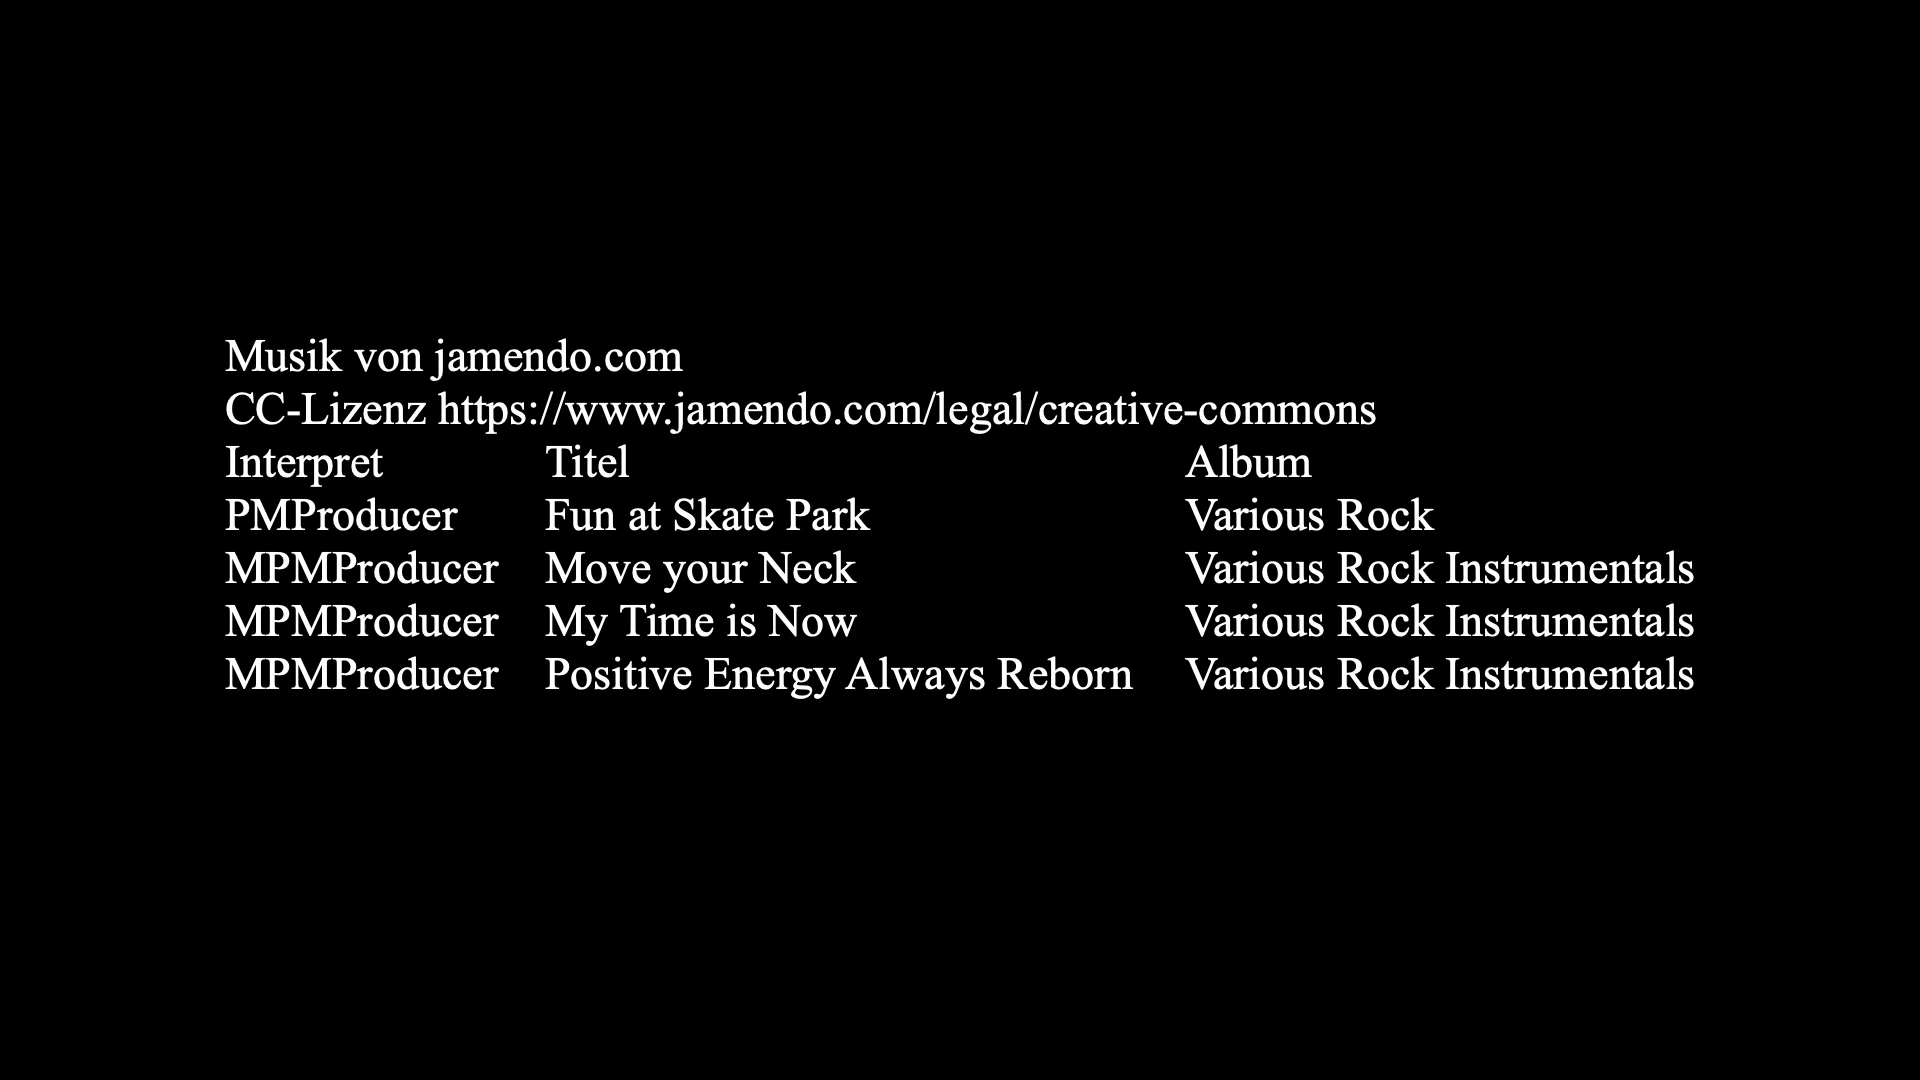 Musik von jamendo.com
CC-Lizenz https://www.jamendo.com/legal/creative-commons
Interpret Titel Album
PMProducer Fun at Skate Park Various Rock
MPMProducer Move your Neck Various Rock Instrumentals
MPMProducer My Time is Now Various Rock Instrumentals
MPMProducer Positive Energy Always Reborn Various Rock Instrumentals